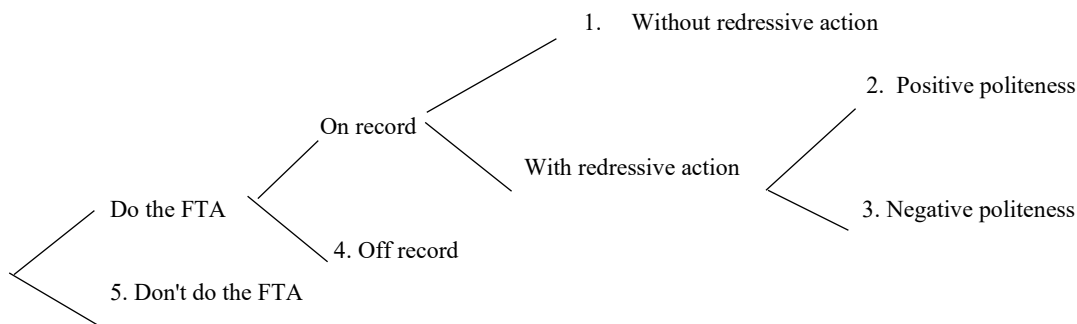 1. Without redressive action
2. Positive politeness
On record
With redressive action
Do the FTA
3. Negative politeness
4. Off record
5. Don't do the FTA